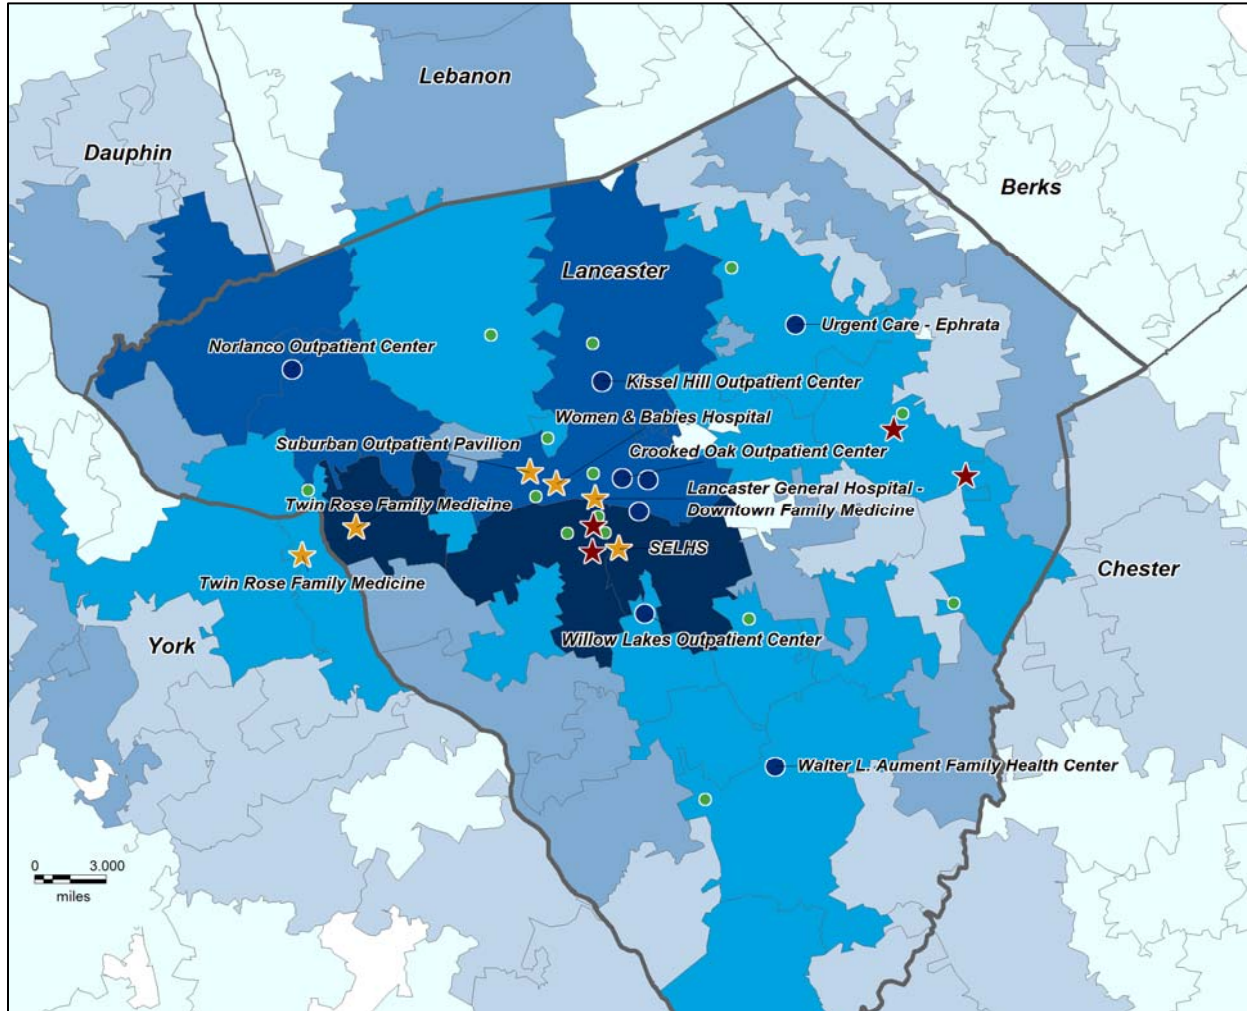 Lebanon
Dauphin
Berks
Lancaster
Urgent Care - Ephrata
Norlanco Outpatient Center
Kissel Hill Outpatient Center
Women & Babies Hospital
Suburban Outpatient Pavilion
Crooked Oak Outpatient Center
Lancaster General Hospital -
Downtown Family Medicine
Twin Rose Family Medicine
SELHS
Chester
Twin Rose Family Medicine
Willow Lakes Outpatient Center
York
Walter L. Aument Family Health Center
0 3.000
miles